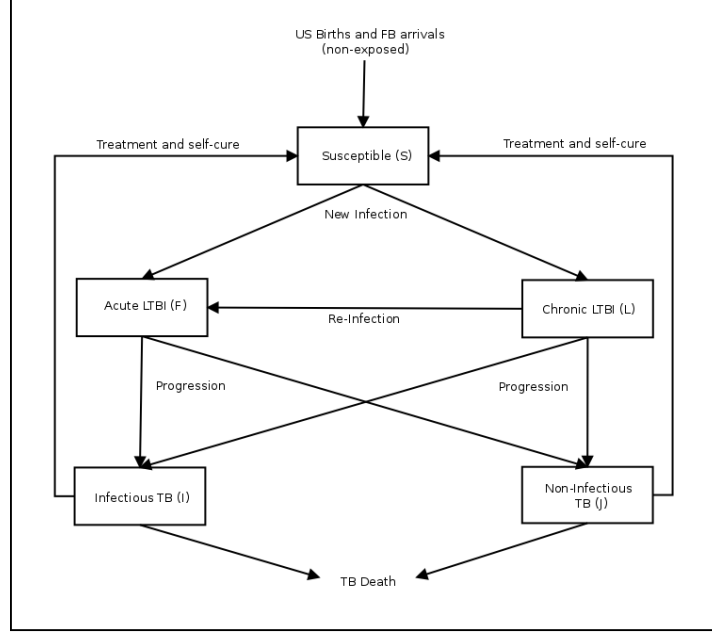 US Births and FB arrivals
(non-exposed)
Treatment and self-cure
Treatment and self-cure
Susceptible (S)
New Infection
Acute LTBI (F)
Chronic LTBI (L)
Re-Infection
Progression
Progression
Infectious TB (I)
Non-Infectious
TB (J)
TB Death